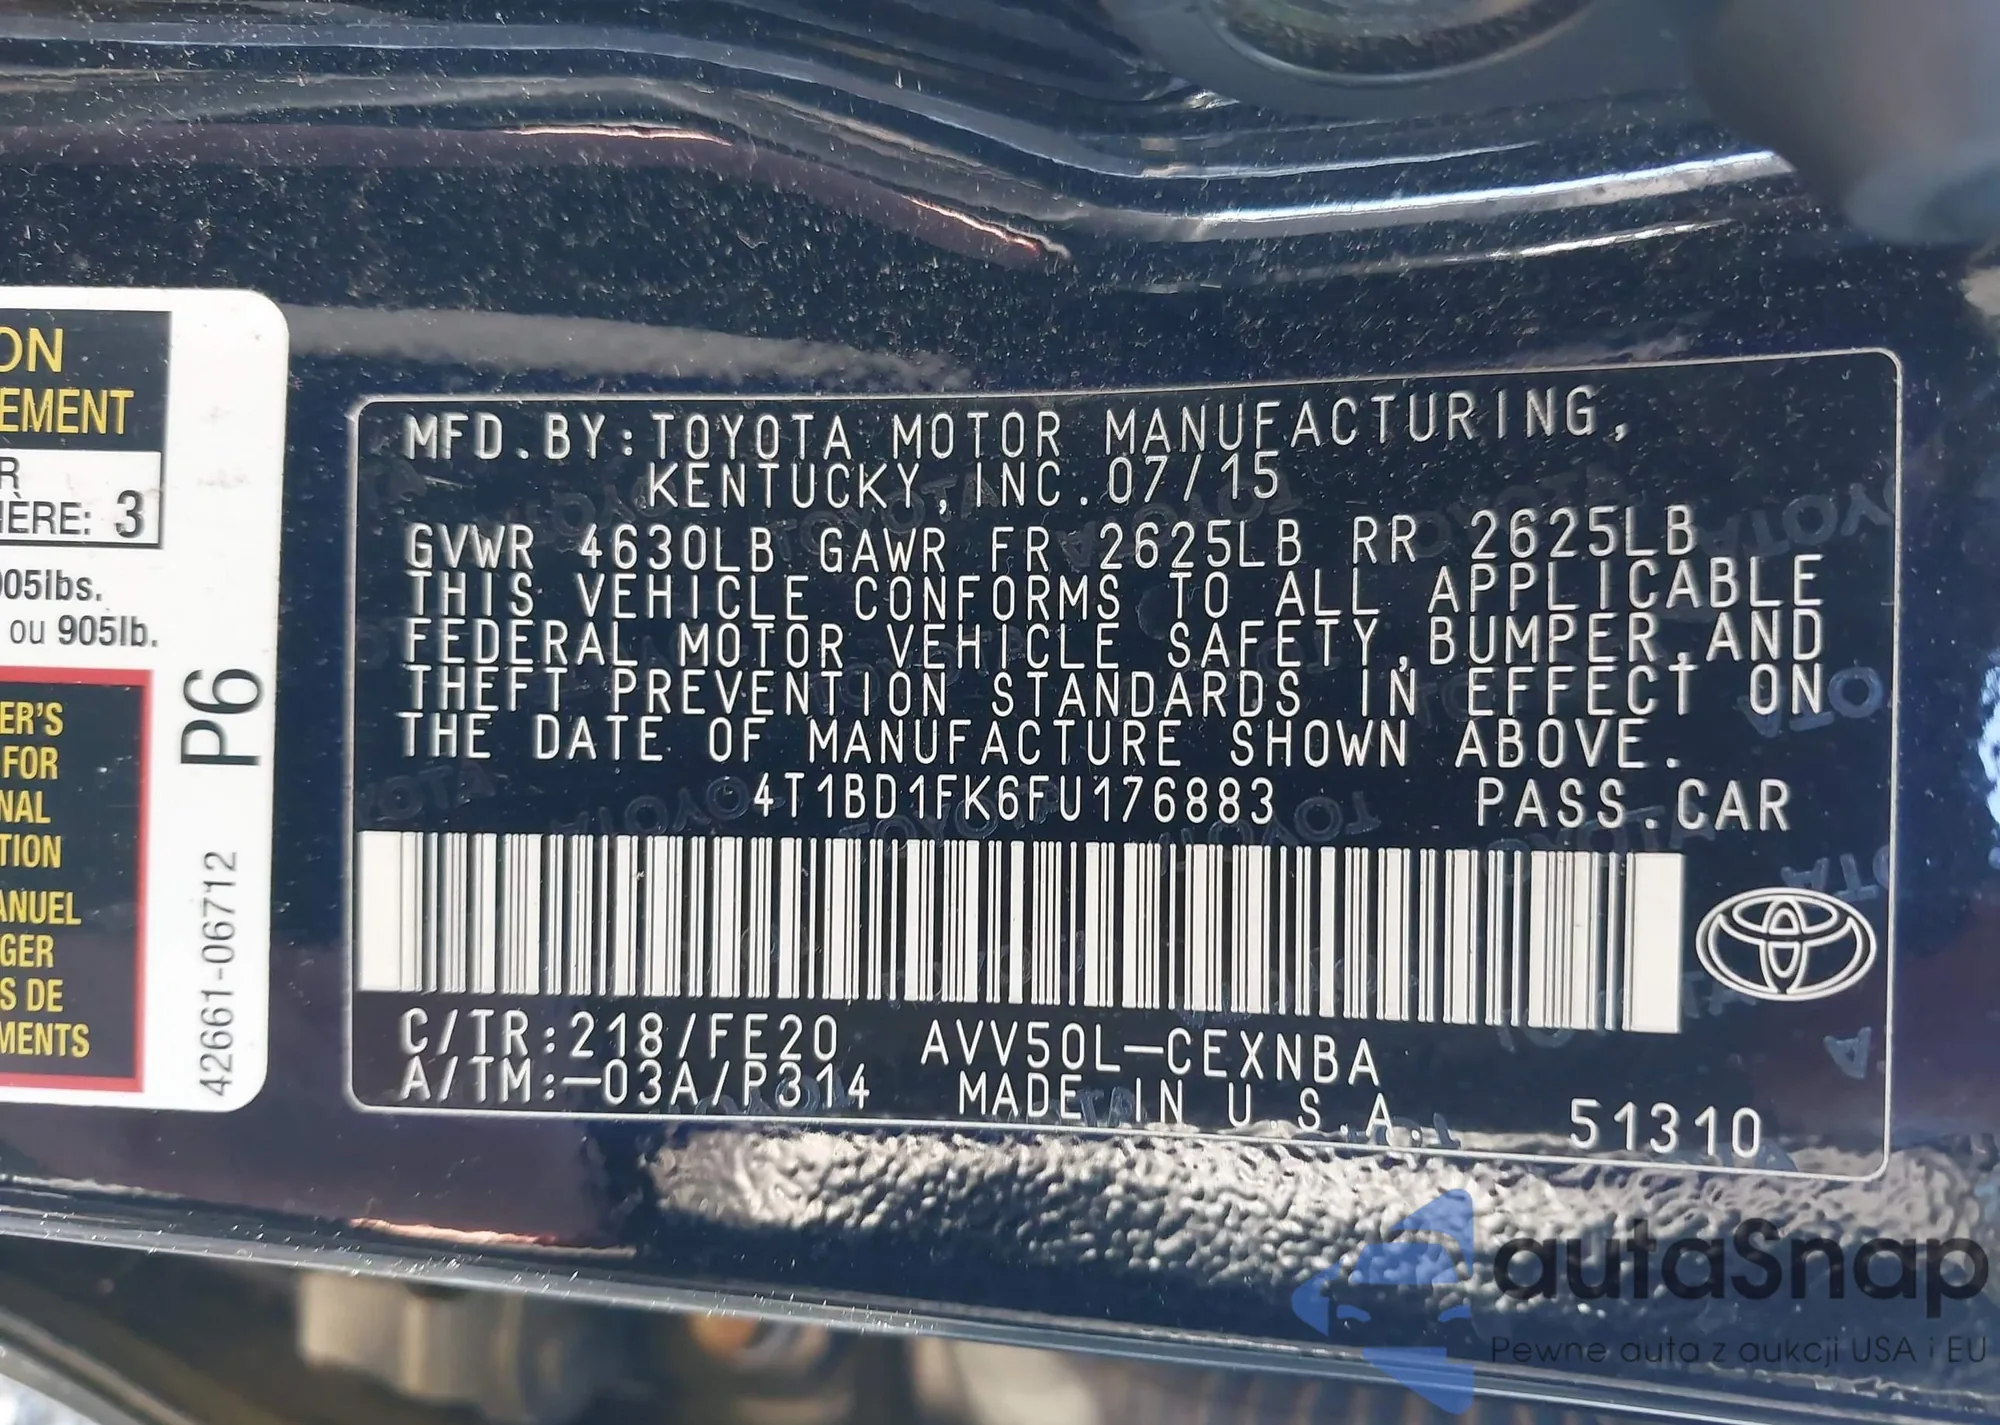 ON
EMENT
R
IÈRE: 3
905lbs.
ou 905lb.
ER'S
FOR
NAL
TION
ANUEL
GER
S DE
MENTS
P6
42661-06712
MFD.BY:TOYOTA MOTOR MANUFACTURING,
KENTUCKY,INC.07/15
GVWR 4630LB GAWR FR 2625LB RR 2625LB
THIS VEHICLE CONFORMS TO ALL APPLICABLE
FEDERAL MOTOR VEHICLE SAFETY,BUMPER,AND
THEFT PREVENTION STANDARDS IN EFFECT ON
THE DATE OF MANUFACTURE SHOWN ABOVE.
4T1BD1FK6FU176883 PASS.CAR
C/TR:218/FE20 AVV50L-CEXNBA
A/TM:-03A/P314 MADE IN U.S.A. 51310
autaSnap
Pewne auta z aukcji USA i EU